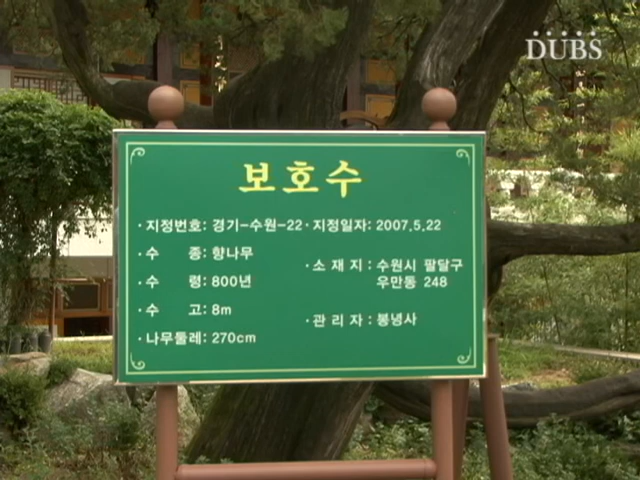 DUBS
보호수
·지정번호: 경기-수원-22 ·지정일자: 2007.5.22
·수 종: 향나무
·수 령: 800년
·소 재 지 : 수원시 팔달구
우만동 248
·수 고: 8m
·관 리 자 : 봉녕사
·나무둘레: 270cm